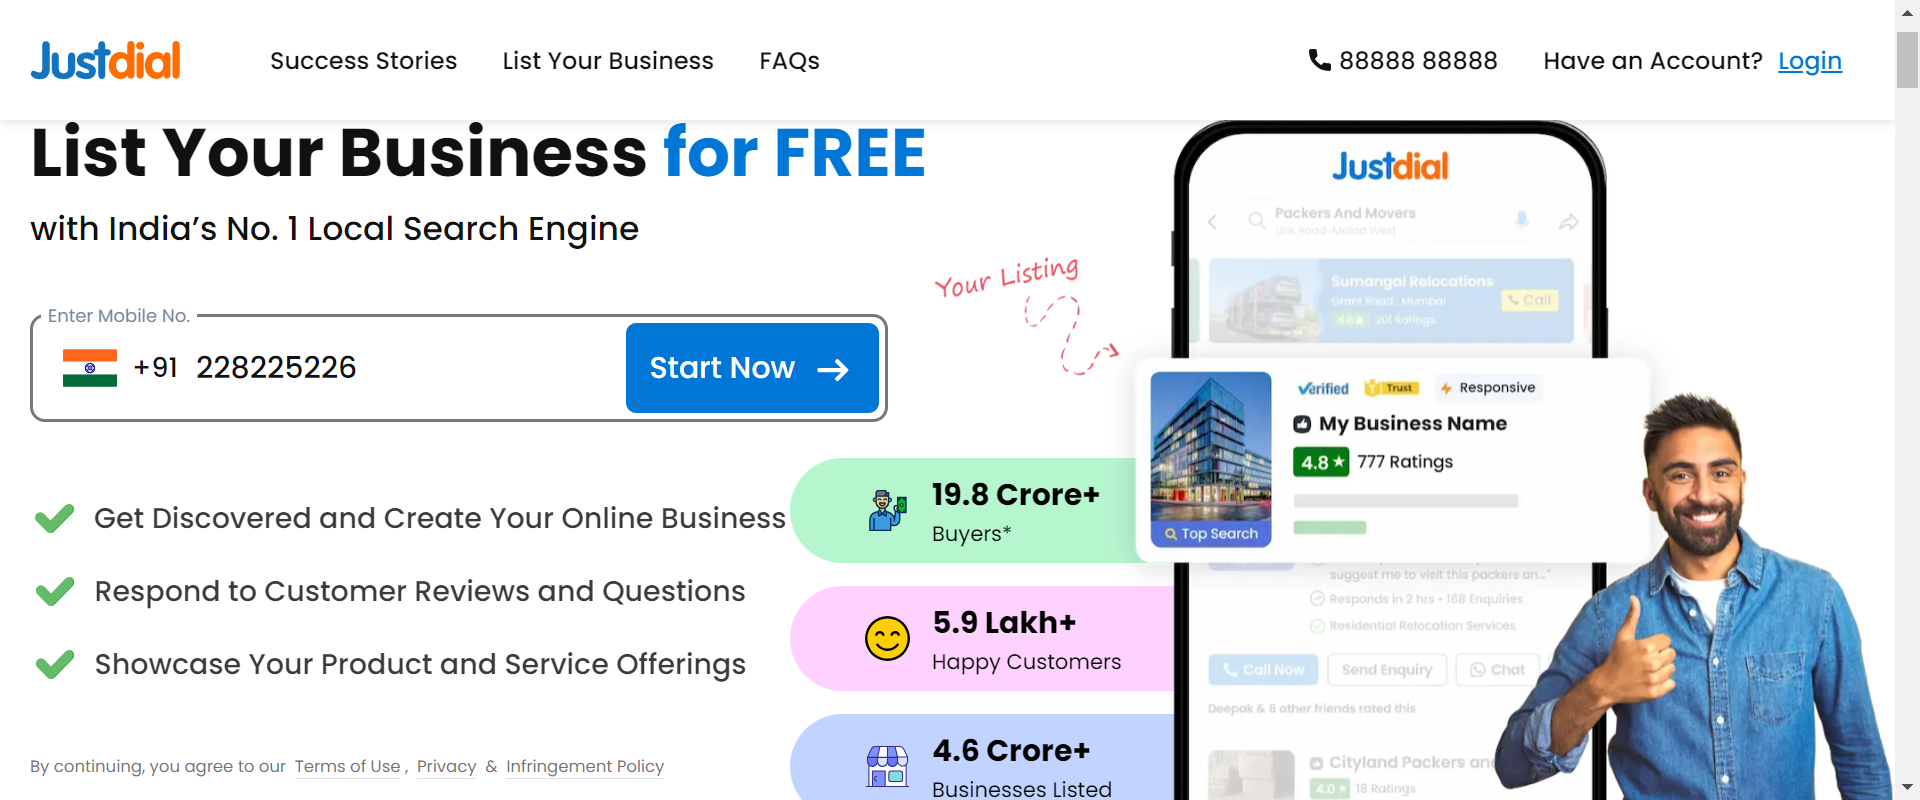 Justdial
Success Stories
List Your Business
FAQs
88888 88888
Have an Account? Login
List Your Business for FREE
with India's No. 1 Local Search Engine
Enter Mobile No.
+91 228225226
Start Now
Get Discovered and Create Your Online Business
Respond to Customer Reviews and Questions
Showcase Your Product and Service Offerings
By continuing, you agree to our Terms of Use , Privacy & Infringement Policy
19.8 Crore+
Buyers*
5.9 Lakh+
Happy Customers
4.6 Crore+
Businesses Listed
Your Listing
Justdial
Packers And Movers
Link Road-Malad West
Sumangal Relocations
Grant Road , Mumbai
4.0
201 Ratings
Call
Verified
Trust
Responsive
My Business Name
4.8 ★ 777 Ratings
Top Search
suggest me to visit this packers an..."
Responds in 2 hrs • 168 Enquiries
Residential Relocation Services
Call Now
Send Enquiry
Chat
Deepak & 6 other friends rated this
Cityland Packers an
4.0 ★ 18 Ratings